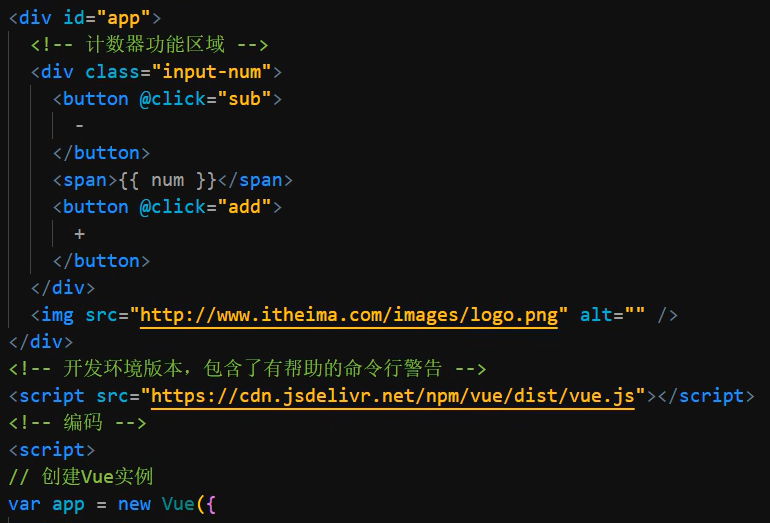 <div id="app">
<!-- 计数器功能区域 -->
<div class="input-num">
<button @click="sub">
-
</button>
<span>{{ num }}</span>
<button @click="add">
+
</button>
</div>
<img src="http://www.itheima.com/images/logo.png" alt="" />
</div>
<!-- 开发环境版本，包含了有帮助的命令行警告 -->
<script src="https://cdn.jsdelivr.net/npm/vue/dist/vue.js"></script>
<!-- 编码 -->
<script>
// 创建Vue实例
var app = new Vue({